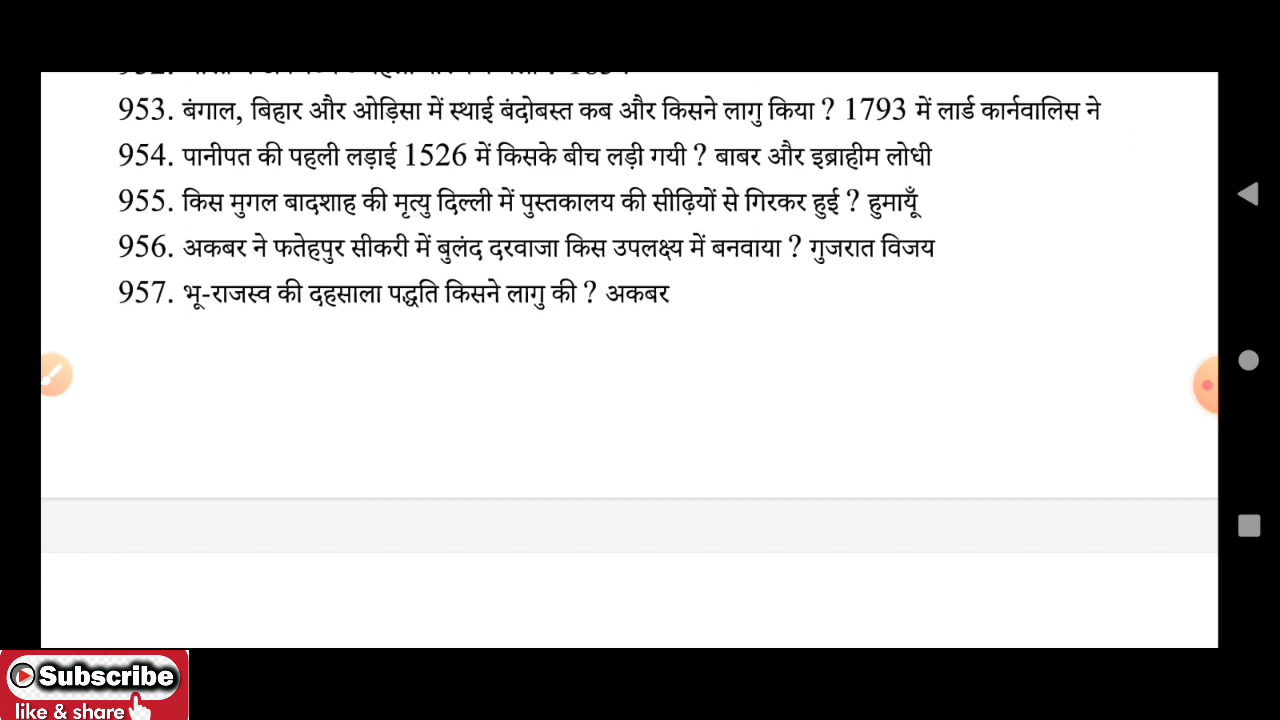 953. बंगाल, बिहार और ओड़िसा में स्थाई बंदोबस्त कब और किसने लागु किया ? 1793 में लार्ड कार्नवालिस ने
954. पानीपत की पहली लड़ाई 1526 में किसके बीच लड़ी गयी ? बाबर और इब्राहीम लोधी
955. किस मुगल बादशाह की मृत्यु दिल्ली में पुस्तकालय की सीढ़ियों से गिरकर हुई ? हुमायूँ
956. अकबर ने फतेहपुर सीकरी में बुलंद दरवाजा किस उपलक्ष्य में बनवाया ? गुजरात विजय
957. भू-राजस्व की दहसाला पद्धति किसने लागु की ? अकबर
Subscribe
like & share